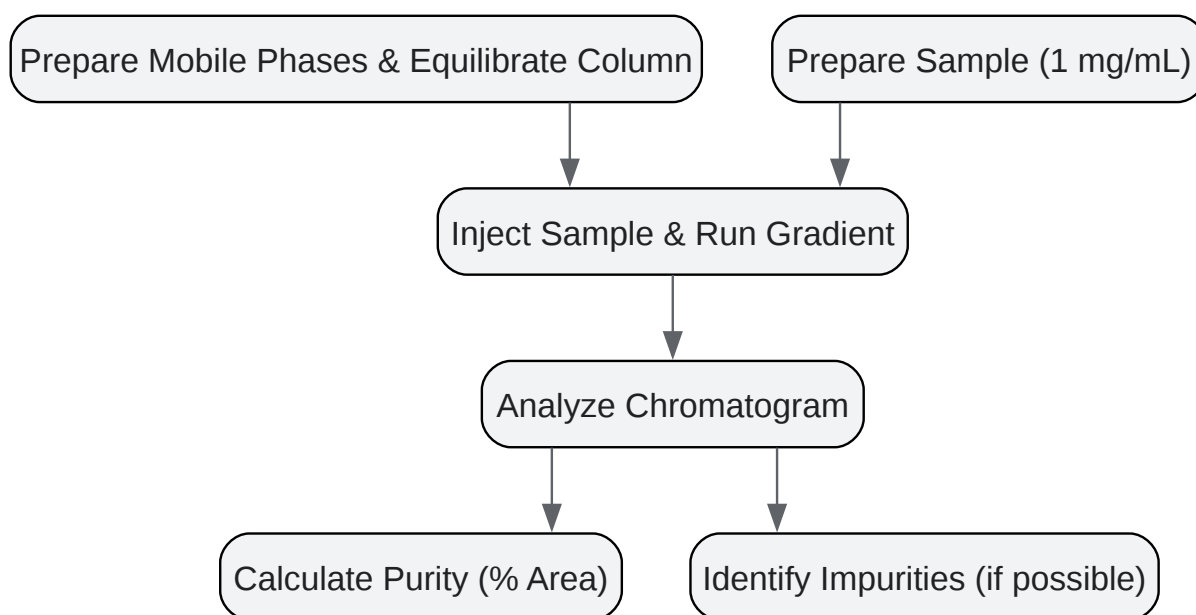 Prepare Mobile Phases & Equilibrate Column
Prepare Sample (1 mg/mL)
Inject Sample & Run Gradient
Analyze Chromatogram
Calculate Purity (% Area)
Identify Impurities (if possible)